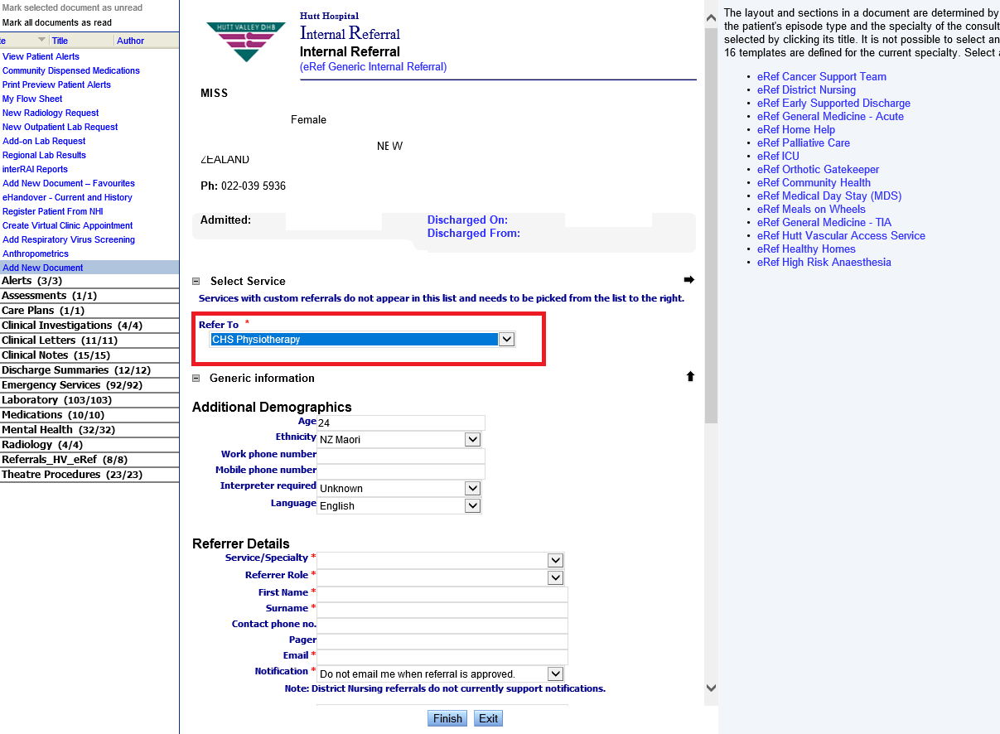 Mark selected document as unread
Mark all documents as read
te Title Author
View Patient Alerts
Community Dispensed Medications
Print Preview Patient Alerts
My Flow Sheet
New Radiology Request
New Outpatient Lab Request
Add-on Lab Request
Regional Lab Results
interRAI Reports
Add New Document – Favourites
eHandover - Current and History
Register Patient From NHI
Create Virtual Clinic Appointment
Add Respiratory Virus Screening
Anthropometrics
Add New Document
Alerts (3/3)
Assessments (1/1)
Care Plans (1/1)
Clinical Investigations (4/4)
Clinical Letters (11/11)
Clinical Notes (15/15)
Discharge Summaries (12/12)
Emergency Services (92/92)
Laboratory (103/103)
Medications (10/10)
Mental Health (32/32)
Radiology (4/4)
Referrals_HV_eRef (8/8)
Theatre Procedures (23/23)
HUTT VALLEY DHB
Hutt Hospital
Internal Referral
Internal Referral
(eRef Generic Internal Referral)
MISS
Female
NEW
ZEALAND
Ph: 022-039 5936
Admitted:
Discharged On:
Discharged From:
Select Service
Services with custom referrals do not appear in this list and needs to be picked from the list to the right.
Refer To *
CHS Physiotherapy
Generic information
Additional Demographics
Age 24
Ethnicity NZ Maori
Work phone number
Mobile phone number
Interpreter required Unknown
Language English
Referrer Details
Service/Specialty *
Referrer Role *
First Name *
Surname *
Contact phone no.
Pager
Email *
Notification * Do not email me when referral is approved.
Note: District Nursing referrals do not currently support notifications.
Finish Exit
The layout and sections in a document are determined by
the patient's episode type and the specialty of the consult
selected by clicking its title. It is not possible to select an
16 templates are defined for the current specialty. Select a
• eRef Cancer Support Team
• eRef District Nursing
• eRef Early Supported Discharge
• eRef General Medicine - Acute
• eRef Home Help
• eRef Palliative Care
• eRef ICU
• eRef Orthotic Gatekeeper
• eRef Community Health
• eRef Medical Day Stay (MDS)
• eRef Meals on Wheels
• eRef General Medicine - TIA
• eRef Hutt Vascular Access Service
• eRef Healthy Homes
• eRef High Risk Anaesthesia